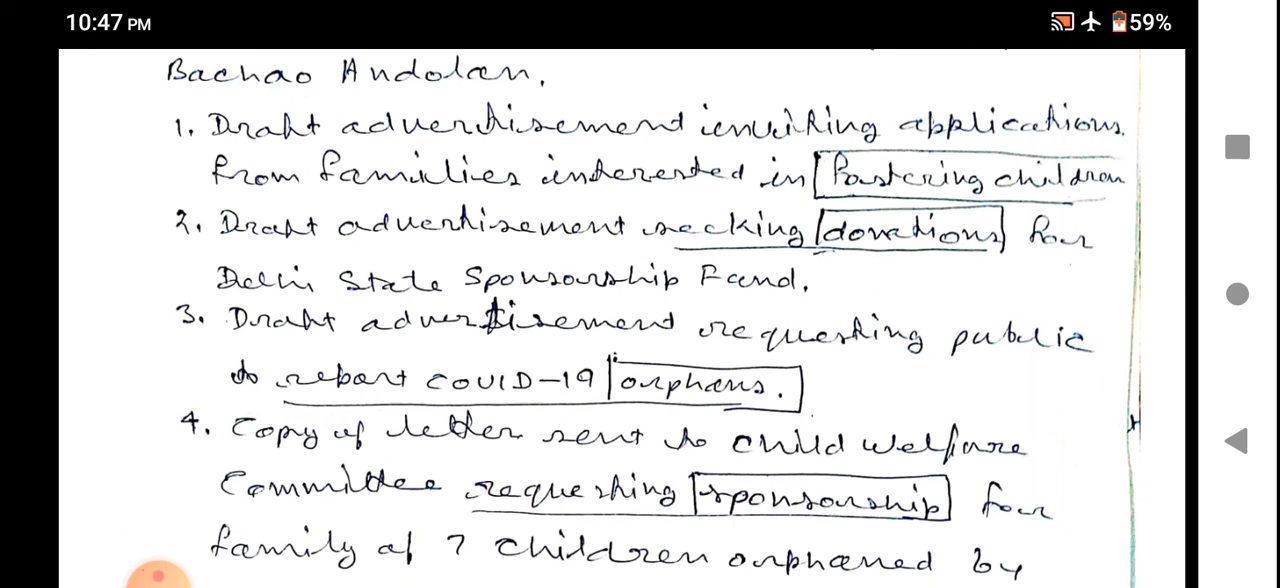 10:47 PM 59%
Bachao Andolan.
1. Draft advertisement inviting applications
from families interested in fostering children
2. Draft advertisement seeking donations for
Delhi State Sponsorship Fund.
3. Draft advertisement requesting public
to report COVID-19 orphans.
4. Copy of letter sent to child welfare
Committee requesting sponsorship for
family of 7 children orphaned by